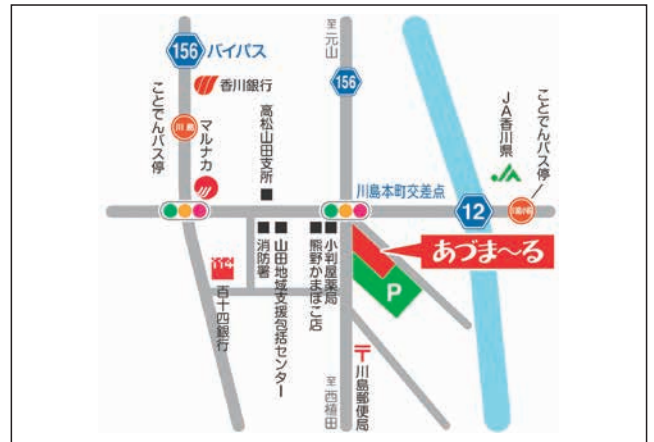 156
バイパス
香川銀行
ことでんバス停
川島
マルナカ
高松山田支所
至
元山
156
川島本町交差点
JA香川県
JA
ことでんバス停
12
あづま～る
P
114
百十四銀行
消防署
山田地域支援包括センター
熊野かまぼこ店
小判屋薬局
〒
川島郵便局
至
西植田